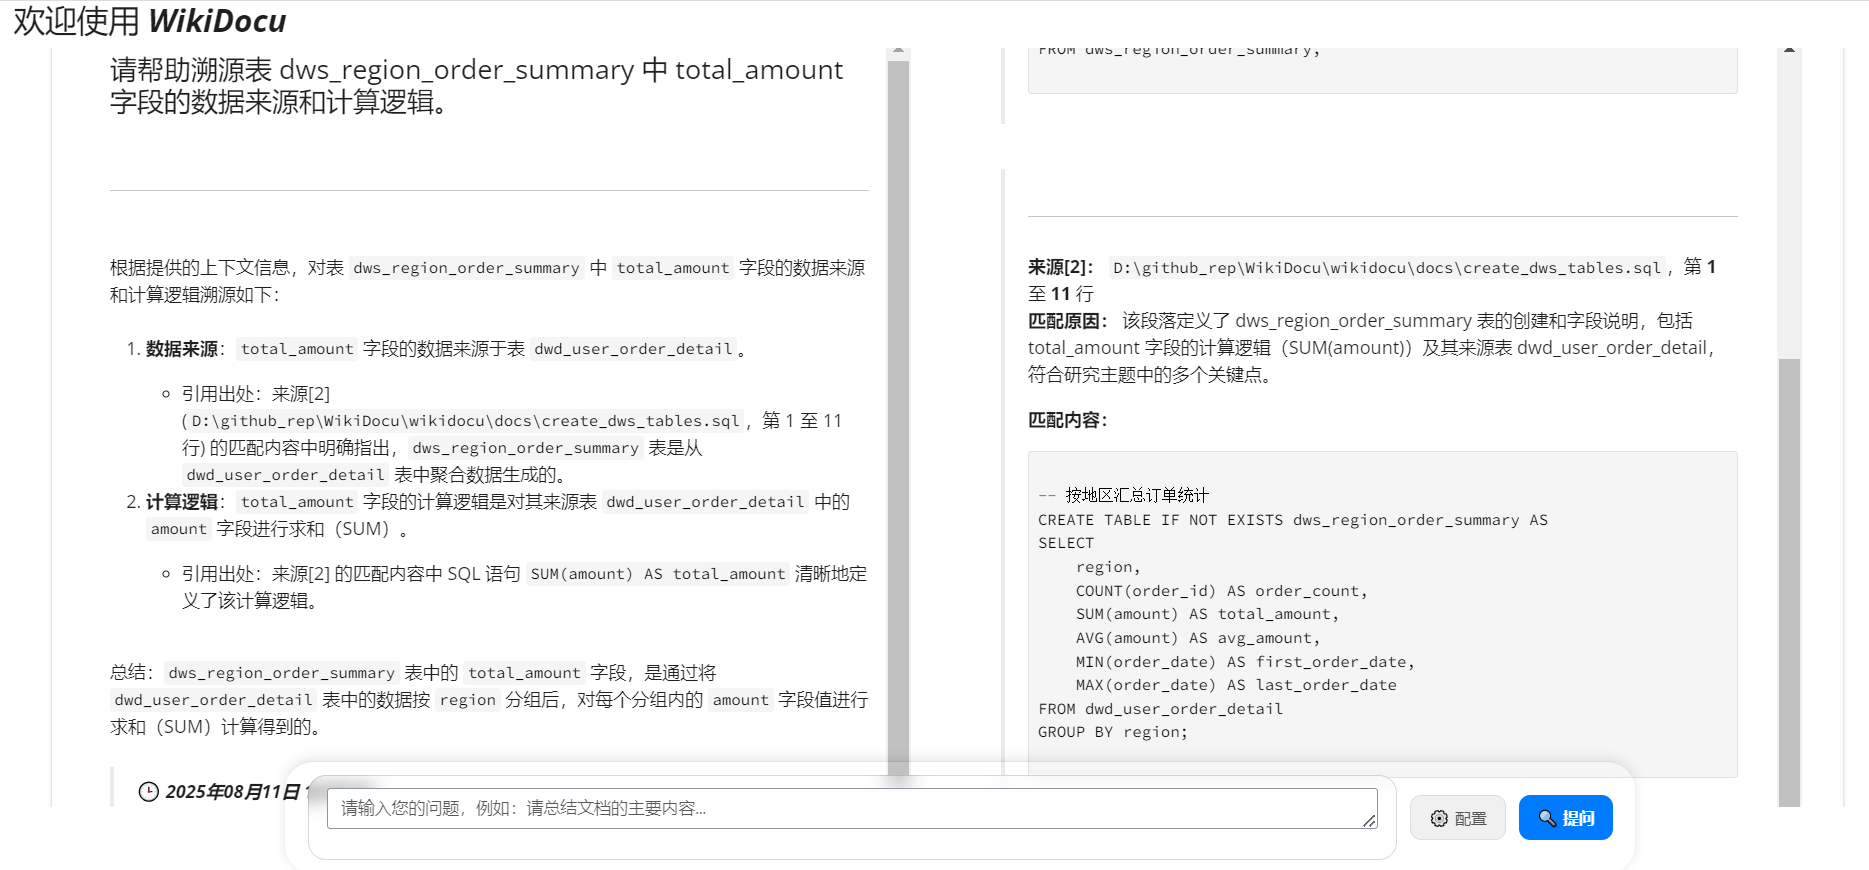 欢迎使用 WikiDocu
请帮助溯源表 dws_region_order_summary 中 total_amount
字段的数据来源和计算逻辑。
根据提供的上下文信息，对表 dws_region_order_summary 中 total_amount 字段的数据来源
和计算逻辑溯源如下：
1. 数据来源： total_amount 字段的数据来源于表 dwd_user_order_detail 。
引用出处：来源[2]
( D:\github_rep\WikiDocu\wikidocu\docs\create_dws_tables.sql ，第 1 至 11
行) 的匹配内容中明确指出， dws_region_order_summary 表是从
dwd_user_order_detail 表中聚合数据生成的。
2. 计算逻辑： total_amount 字段的计算逻辑是对其来源表 dwd_user_order_detail 中的
amount 字段进行求和（SUM）。
引用出处：来源[2] 的匹配内容中 SQL 语句 SUM(amount) AS total_amount 清晰地定
义了该计算逻辑。
总结： dws_region_order_summary 表中的 total_amount 字段，是通过将
dwd_user_order_detail 表中的数据按 region 分组后，对每个分组内的 amount 字段值进行
求和（SUM）计算得到的。
2025年08月11日
FROM dws_region_order_summary;
来源[2]： D:\github_rep\WikiDocu\wikidocu\docs\create_dws_tables.sql ，第 1
至 11 行
匹配原因： 该段落定义了 dws_region_order_summary 表的创建和字段说明，包括
total_amount 字段的计算逻辑（SUM(amount)）及其来源表 dwd_user_order_detail，
符合研究主题中的多个关键点。
匹配内容：
-- 按地区汇总订单统计
CREATE TABLE IF NOT EXISTS dws_region_order_summary AS
SELECT
region,
COUNT(order_id) AS order_count,
SUM(amount) AS total_amount,
AVG(amount) AS avg_amount,
MIN(order_date) AS first_order_date,
MAX(order_date) AS last_order_date
FROM dwd_user_order_detail
GROUP BY region;
请输入您的问题，例如：请总结文档的主要内容...
配置
提问